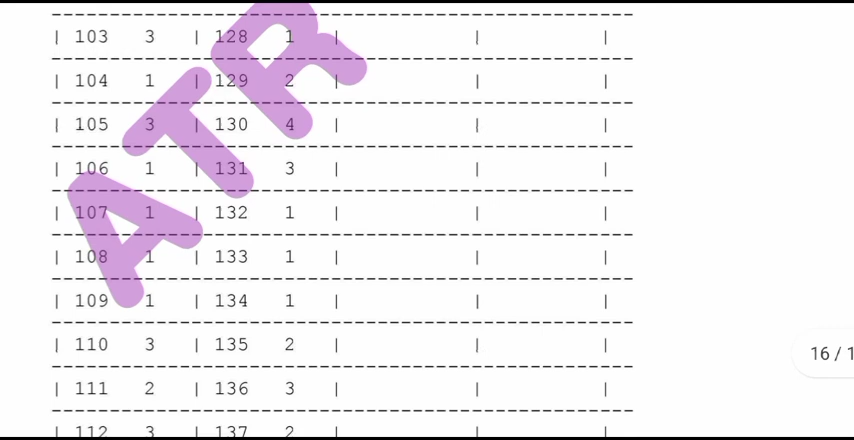 | 103 3 | 128 1 | | |
| 104 1 | 129 2 | | |
| 105 3 | 130 4 | | |
| 106 1 | 131 3 | | |
| 107 1 | 132 1 | | |
| 108 1 | 133 1 | | |
| 109 1 | 134 1 | | |
| 110 3 | 135 2 | | |
| 111 2 | 136 3 | | |
| 112 3 | 137 2 | | |
ATR
16 / 1